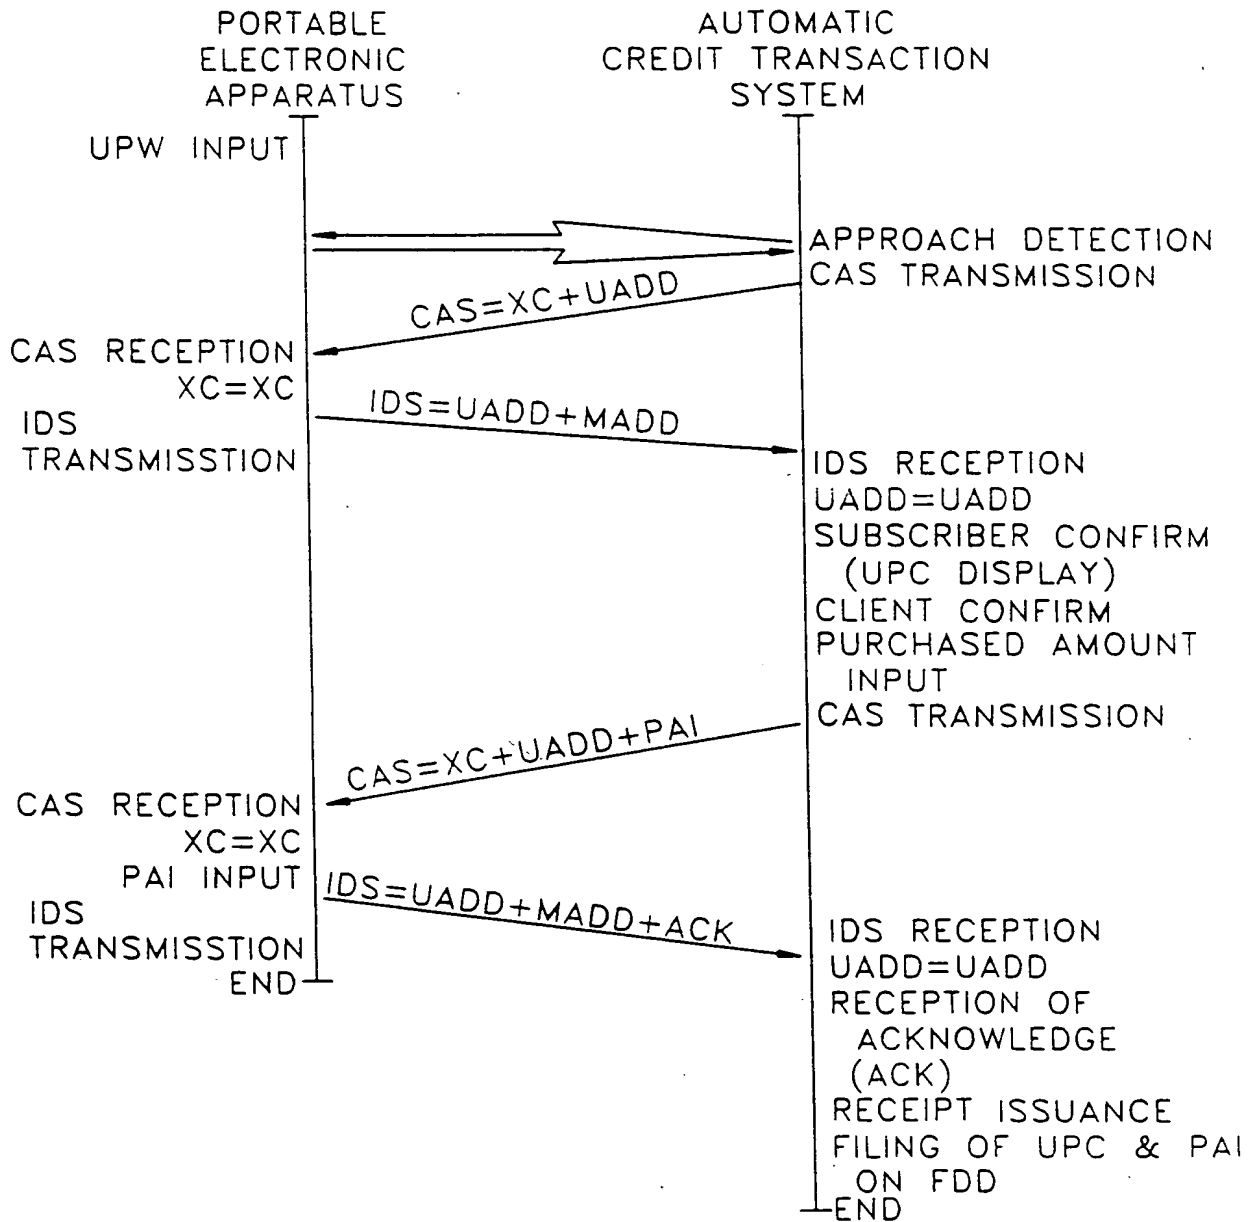 PORTABLE
ELECTRONIC
APPARATUS
AUTOMATIC
CREDIT TRANSACTION
SYSTEM
UPW INPUT
APPROACH DETECTION
CAS TRANSMISSION
CAS=XC+UADD
CAS RECEPTION
XC=XC
IDS
TRANSMISSTION
IDS=UADD+MADD
IDS RECEPTION
UADD=UADD
SUBSCRIBER CONFIRM
(UPC DISPLAY)
CLIENT CONFIRM
PURCHASED AMOUNT
INPUT
CAS TRANSMISSION
CAS=XC+UADD+PAI
CAS RECEPTION
XC=XC
PAI INPUT
IDS
TRANSMISSTION
END
IDS=UADD+MADD+ACK
IDS RECEPTION
UADD=UADD
RECEPTION OF
ACKNOWLEDGE
(ACK)
RECEIPT ISSUANCE
FILING OF UPC & PAI
ON FDD
END